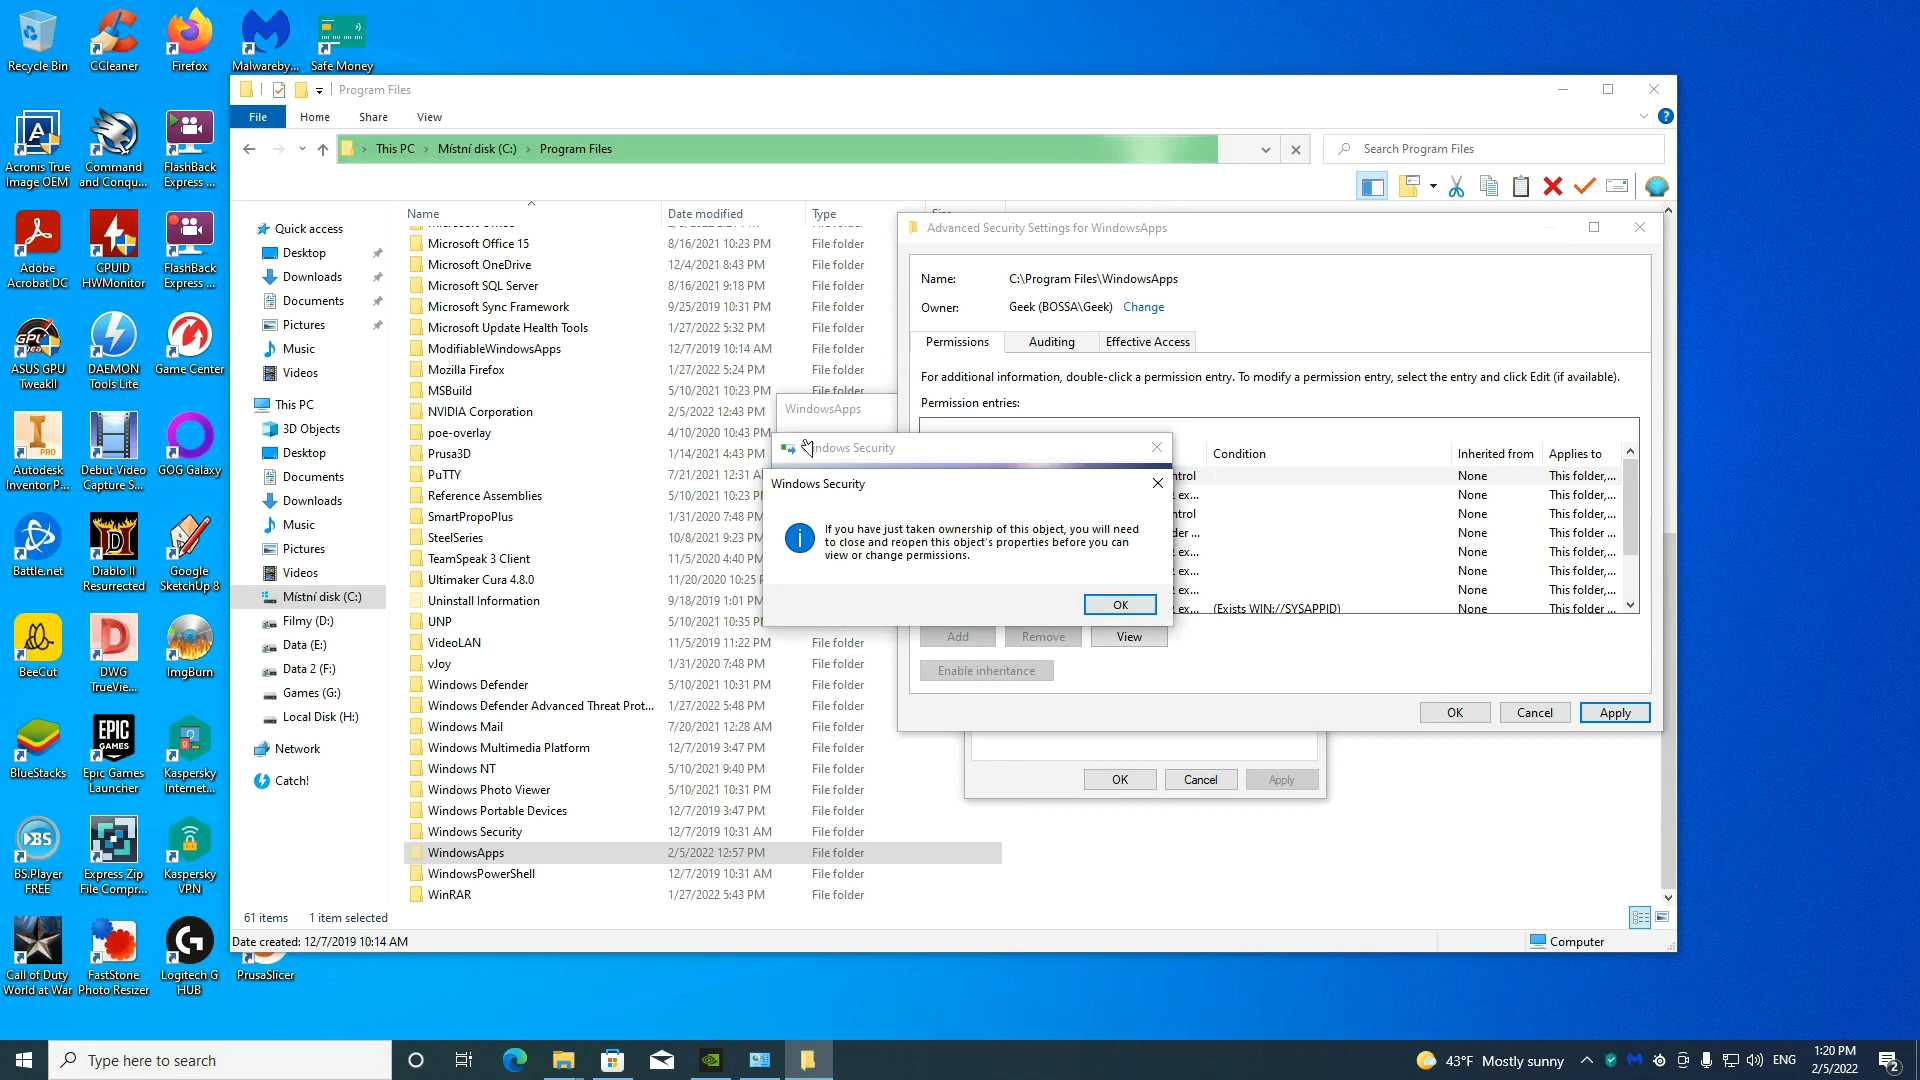 Recycle Bin
CCleaner
Firefox
Malwareby...
Safe Money
Acronis True
Image OEM
Command
and Conqu...
FlashBack
Express ...
Adobe
Acrobat DC
CPUID
HWMonitor
FlashBack
Express ...
ASUS GPU
TweakII
DAEMON
Tools Lite
Game Center
Autodesk
Inventor P...
Debut Video
Capture S...
GOG Galaxy
Battle.net
Diablo II
Resurrected
Google
SketchUp 8
BeeCut
DWG
TrueVie...
ImgBurn
BlueStacks
Epic Games
Launcher
Kaspersky
Internet...
BS.Player
FREE
Express Zip
File Compr...
Kaspersky
VPN
Call of Duty
World at War
FastStone
Photo Resizer
Logitech G
HUB
PrusaSlicer
Program Files
File
Home
Share
View
This PC
Místní disk (C:)
Program Files
Search Program Files
Name
Date modified
Type
Quick access
Desktop
Downloads
Documents
Pictures
Music
Videos
This PC
3D Objects
Desktop
Documents
Downloads
Music
Pictures
Videos
Místní disk (C:)
Filmy (D:)
Data (E:)
Data 2 (F:)
Games (G:)
Local Disk (H:)
Network
Catch!
Microsoft Office 15 8/16/2021 10:23 PM File folder
Microsoft OneDrive 12/4/2021 8:43 PM File folder
Microsoft SQL Server 8/16/2021 9:18 PM File folder
Microsoft Sync Framework 9/25/2019 10:31 PM File folder
Microsoft Update Health Tools 1/27/2022 5:32 PM File folder
ModifiableWindowsApps 12/7/2019 10:14 AM File folder
Mozilla Firefox 1/27/2022 5:24 PM File folder
MSBuild 5/10/2021 10:23 PM File folder
NVIDIA Corporation 2/5/2022 12:43 PM
poe-overlay 4/10/2020 10:43 PM
Prusa3D 1/14/2021 4:43 PM
PuTTY 7/21/2021 12:31
Reference Assemblies 5/10/2021 10:23
SmartPropoPlus 1/31/2020 7:48 PM
SteelSeries 10/8/2021 9:23 PM
TeamSpeak 3 Client 11/5/2020 4:40 PM
Ultimaker Cura 4.8.0 11/20/2020 10:25
Uninstall Information 9/18/2019 1:01 PM
UNP 5/10/2021 10:35
VideoLAN 11/5/2019 11:22 PM File folder
vJoy 1/31/2020 7:48 PM File folder
Windows Defender 5/10/2021 10:31 PM File folder
Windows Defender Advanced Threat Prot... 1/27/2022 5:48 PM File folder
Windows Mail 7/20/2021 12:28 AM File folder
Windows Multimedia Platform 12/7/2019 3:47 PM File folder
Windows NT 5/10/2021 9:40 PM File folder
Windows Photo Viewer 5/10/2021 10:31 PM File folder
Windows Portable Devices 12/7/2019 3:47 PM File folder
Windows Security 12/7/2019 10:31 AM File folder
WindowsApps 2/5/2022 12:57 PM File folder
WindowsPowerShell 12/7/2019 10:31 AM File folder
WinRAR 1/27/2022 5:43 PM File folder
61 items 1 item selected
Date created: 12/7/2019 10:14 AM
Computer
Advanced Security Settings for WindowsApps
Name: C:\Program Files\WindowsApps
Owner: Geek (BOSSA\Geek) Change
Permissions
Auditing
Effective Access
For additional information, double-click a permission entry. To modify a permission entry, select the entry and click Edit (if available).
Permission entries:
Condition Inherited from Applies to
ntrol None This folder,...
ex... None This folder,...
ntrol None This folder,...
der ... None This folder,...
ex... None This folder,...
ex... None This folder,...
ex... None This folder,...
ex... (Exists WIN://SYSAPPID) None This folder ...
Add
Remove
View
Enable inheritance
OK
Cancel
Apply
WindowsApps
ndows Security
Windows Security
If you have just taken ownership of this object, you will need
to close and reopen this object's properties before you can
view or change permissions.
OK
OK
Cancel
Apply
Type here to search
43°F Mostly sunny
ENG
1:20 PM
2/5/2022
2